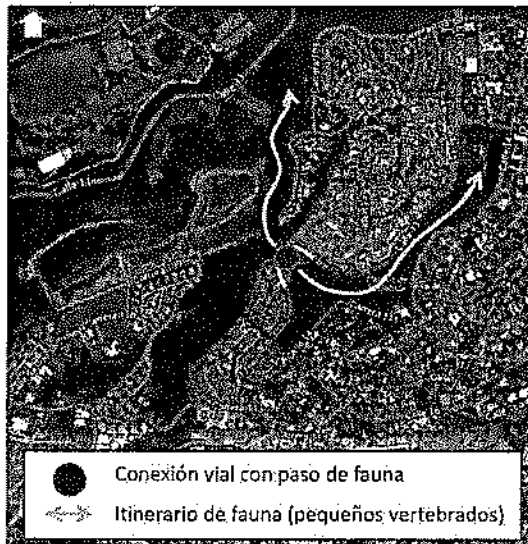 Conexión vial con paso de fauna
Itinerario de fauna (pequeños vertebrados)